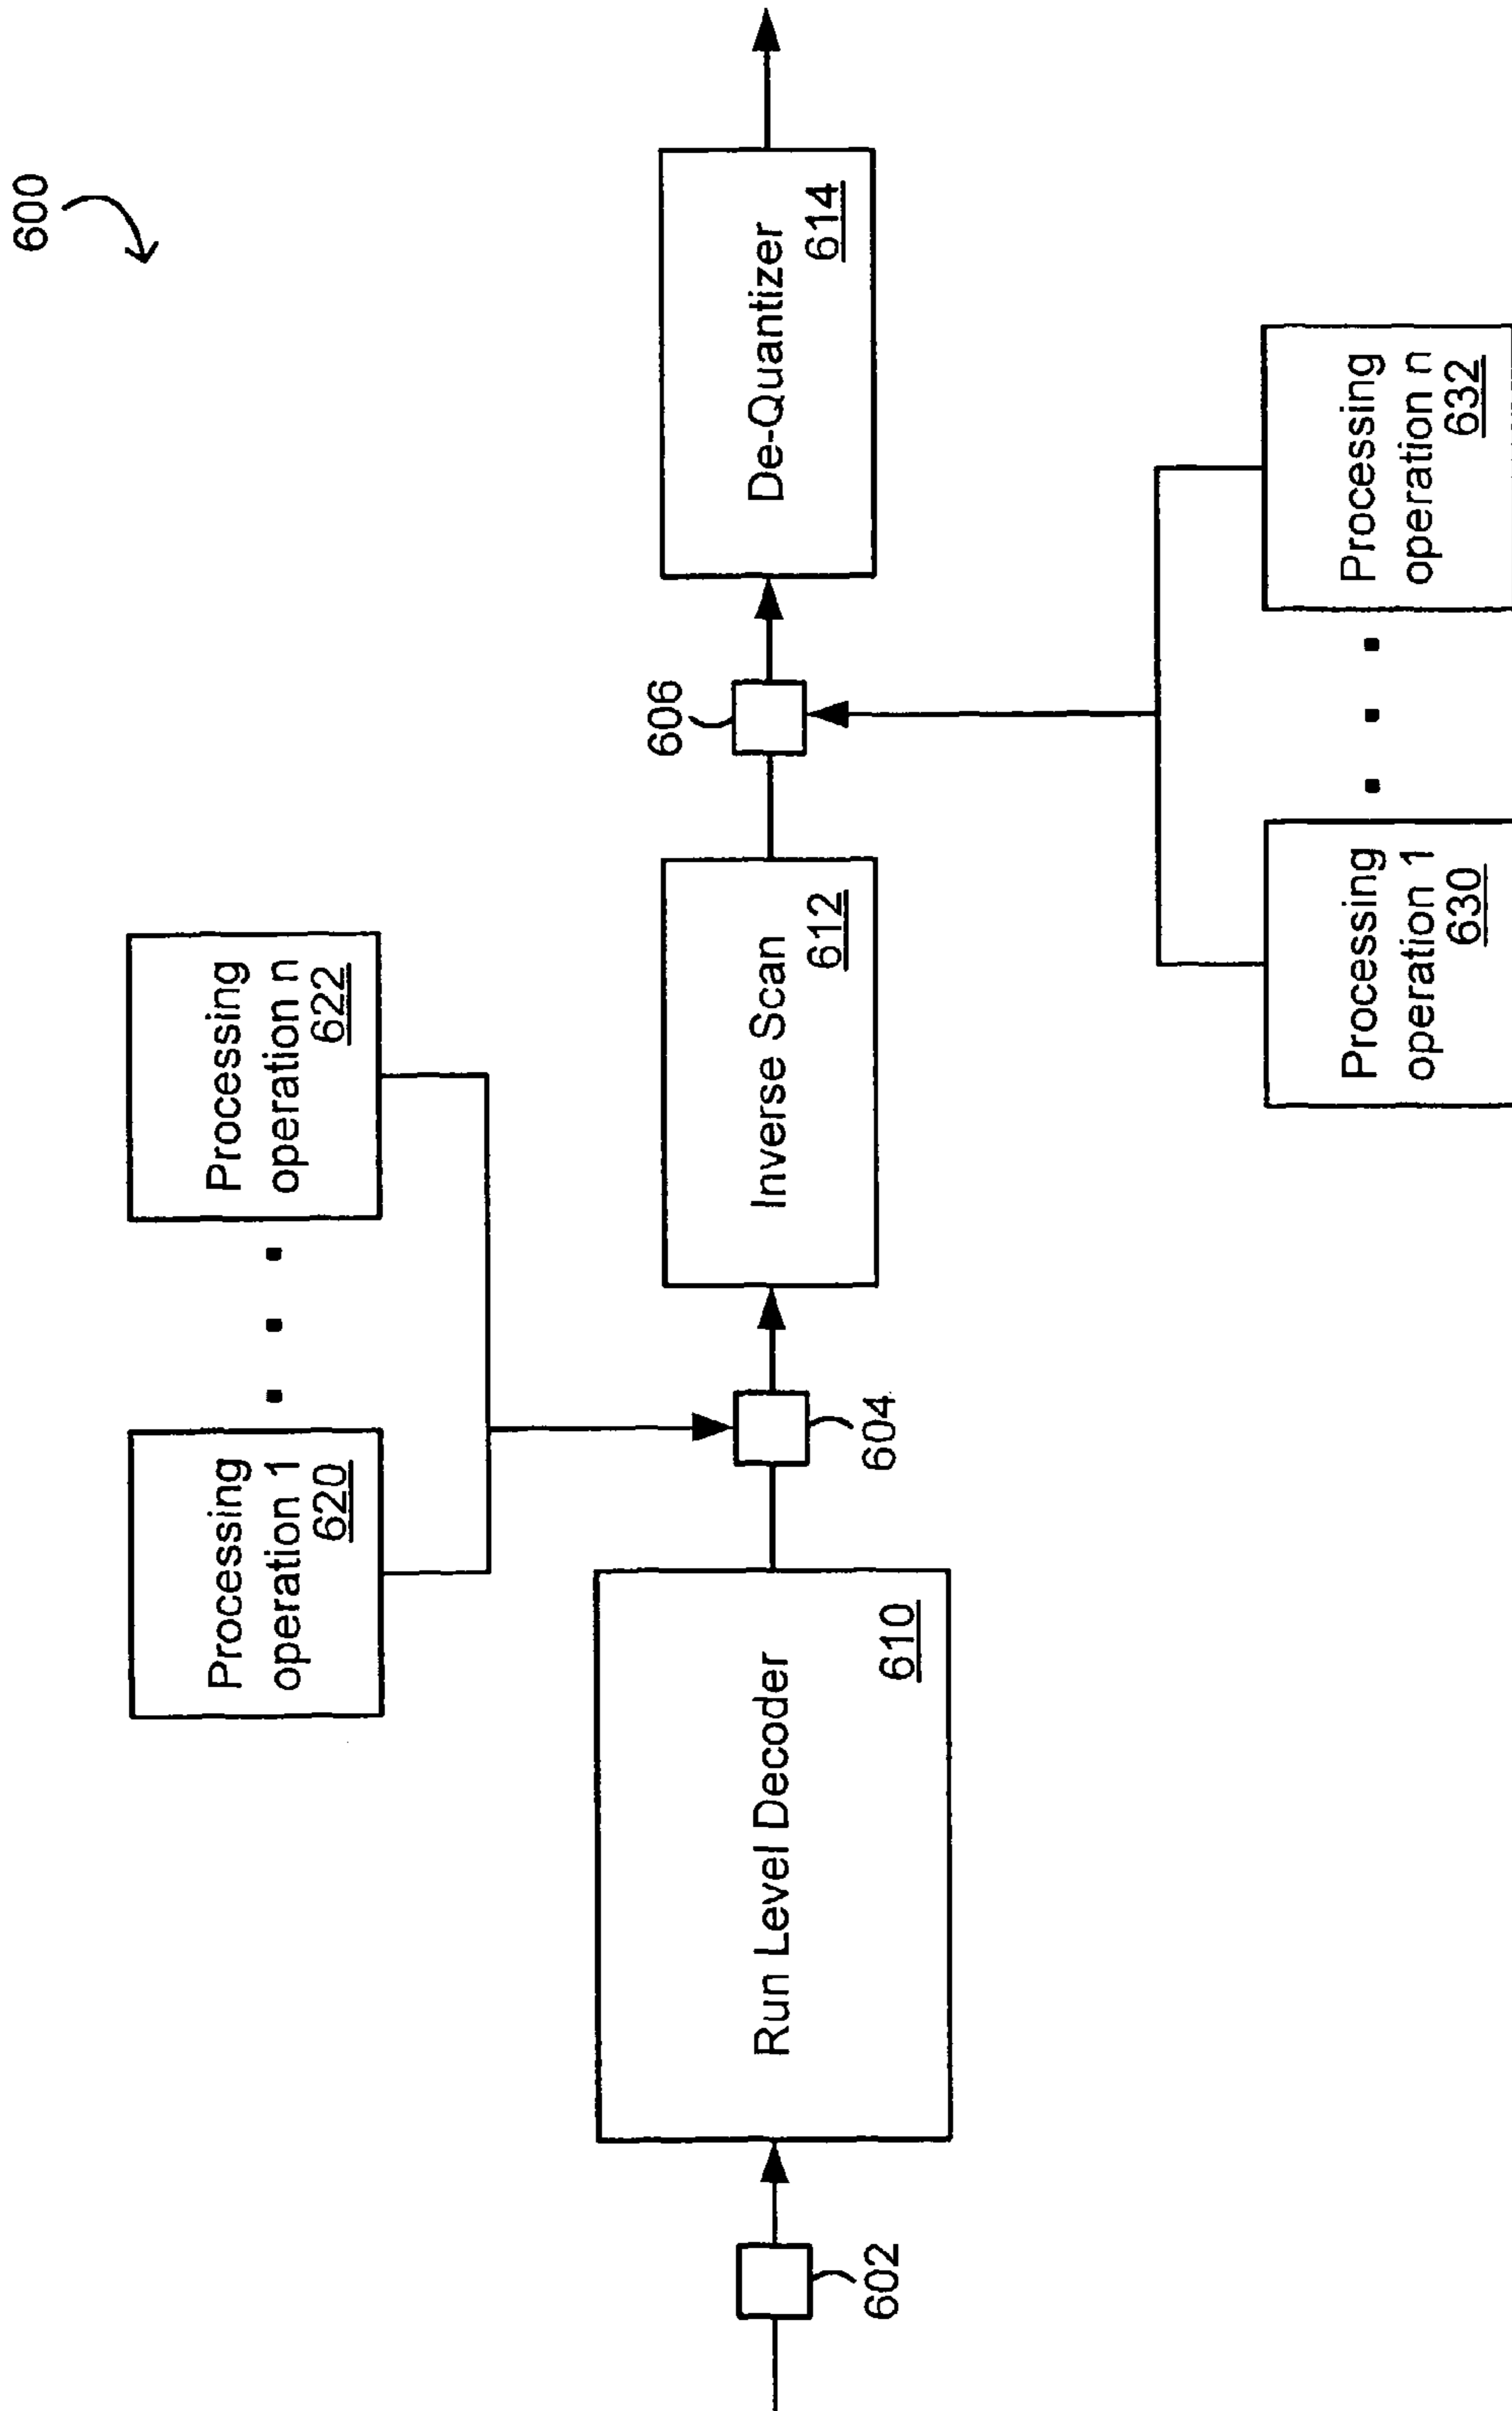 600
Processing
operation 1
620
Processing
operation n
622
602
Run Level Decoder
610
604
Inverse Scan
612
606
De-Quantizer
614
Processing
operation 1
630
Processing
operation n
632